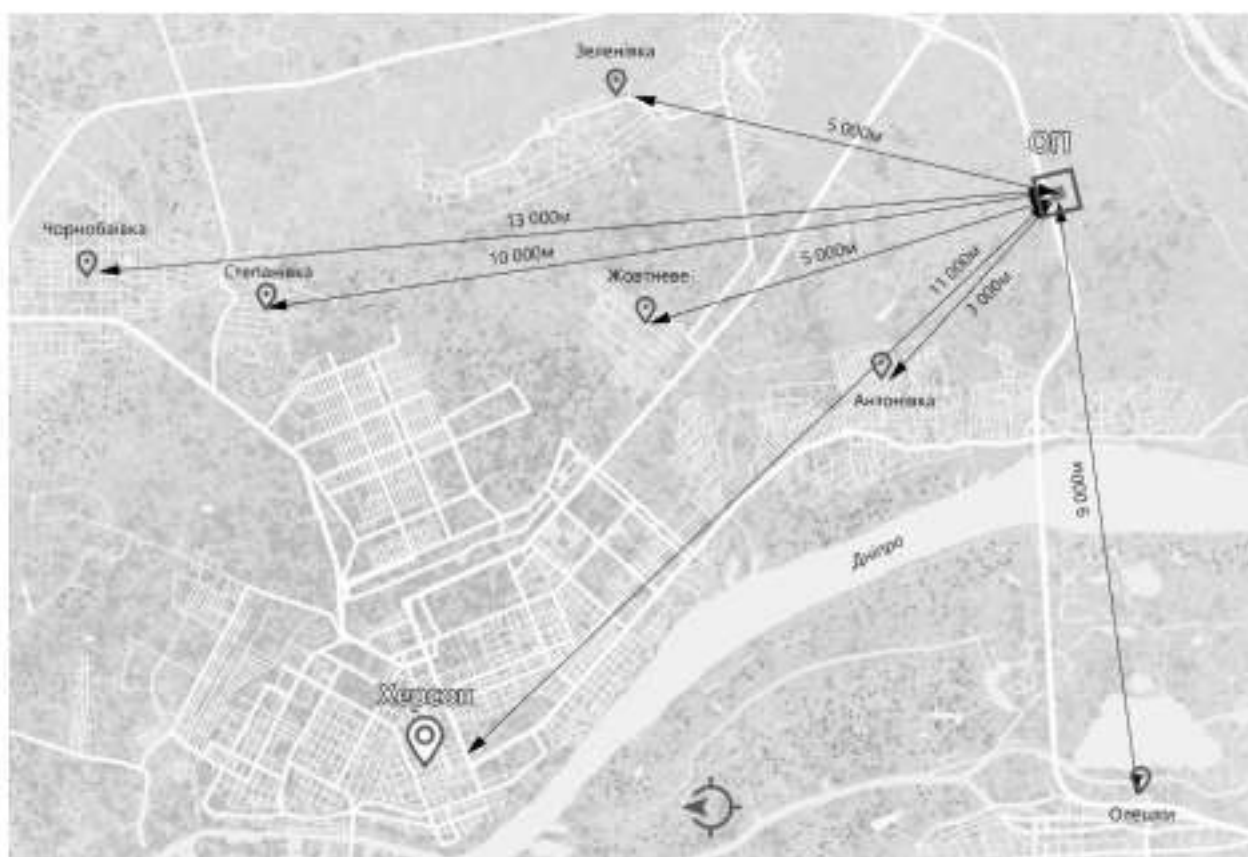 Зеленівка
5 000м
ОП
13 000м
Чорнобаївка
10 000м
Степанівка
Жовтневе
5 000м
11 000м
3 000м
Антонівка
9 000м
Дніпро
Херсон
Олешки